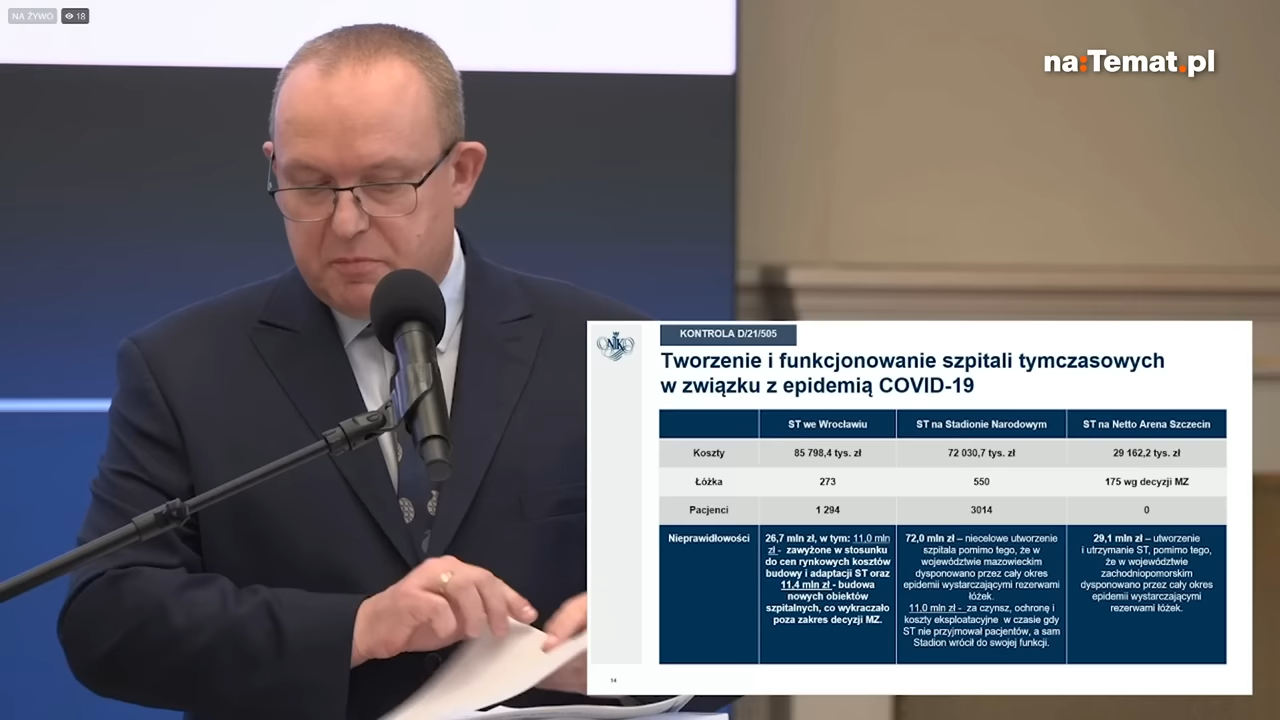 NA ŻYWO 18
na:Temat.pl
NIK
KONTROLA D/21/505
Tworzenie i funkcjonowanie szpitali tymczasowych
w związku z epidemią COVID-19
ST we Wrocławiu ST na Stadionie Narodowym ST na Netto Arena Szczecin
Koszty 85 798,4 tys. zł 72 030,7 tys. zł 29 162,2 tys. zł
Łóżka 273 550 175 wg decyzji MZ
Pacjenci 1 294 3014 0
Nieprawidłowości
26,7 mln zł, w tym: 11.0 mln
zł - zawyżone w stosunku
do cen rynkowych kosztów
budowy i adaptacji ST oraz
11,4 mln zł - budowa
nowych obiektów
szpitalnych, co wykraczało
poza zakres decyzji MZ.
72,0 mln zł – niecelowe utworzenie
szpitala pomimo tego, że w
województwie mazowieckim
dysponowano przez cały okres
epidemii wystarczającymi rezerwami
łóżek.
11.0 mln zł - za czynsz, ochronę i
koszty eksploatacyjne w czasie gdy
ST nie przyjmował pacjentów, a sam
Stadion wrócił do swojej funkcji.
29,1 mln zł – utworzenie
i utrzymanie ST, pomimo tego,
że w województwie
zachodniopomorskim
dysponowano przez cały okres
epidemii wystarczającymi
rezerwami łóżek.
14